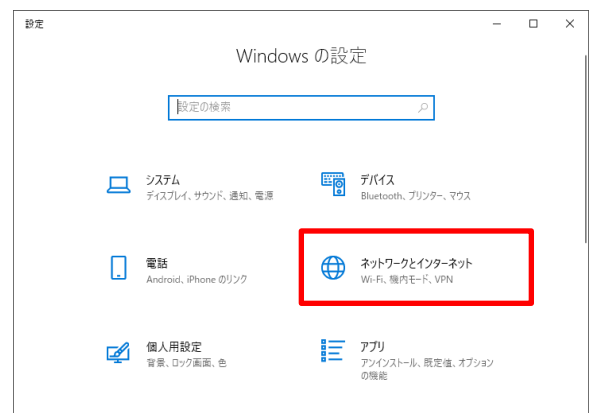 設定
Windows の設定
設定の検索
システム
ディスプレイ、サウンド、通知、電源
デバイス
Bluetooth、プリンター、マウス
電話
Android、iPhone のリンク
ネットワークとインターネット
Wi-Fi、機内モード、VPN
個人用設定
背景、ロック画面、色
アプリ
アンインストール、既定値、オプション
の機能